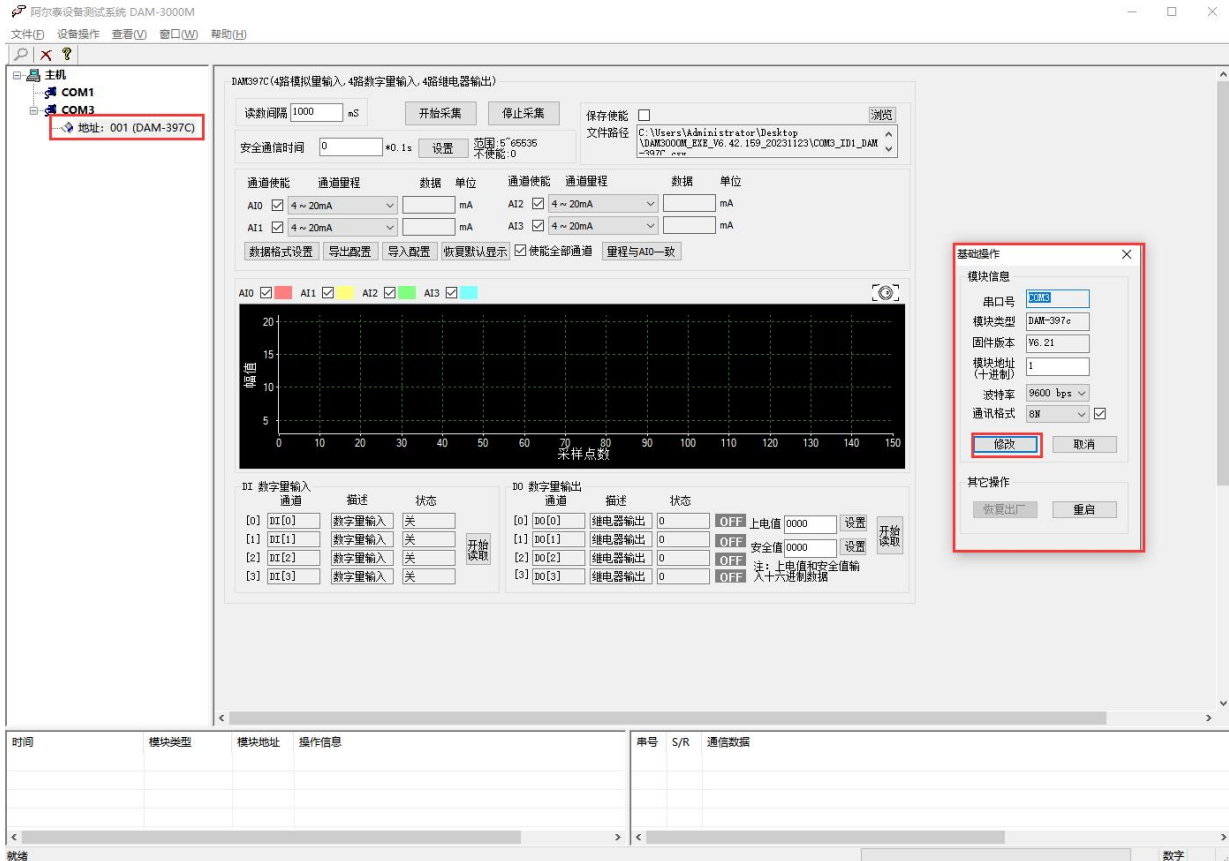 阿尔泰设备测试系统 DAM-3000M
文件(F) 设备操作 查看(V) 窗口(W) 帮助(H)
主机
COM1
COM3
地址：001 (DAM-397C)
DAM397C(4路模拟量输入,4路数字量输入,4路继电器输出)
读数间隔 1000 mS 开始采集 停止采集
安全通信时间 0 *0.1s 设置 范围:5~65535
不使能:0
保存使能 浏览
文件路径 C:\Users\Administrator\Desktop
\DAM3000M_EXE_V6.42.159_20231123\COM3_ID1_DAM
-397C.csv
通道使能 通道量程 数据 单位 通道使能 通道量程 数据 单位
AI0 4～20mA mA AI2 4～20mA mA
AI1 4～20mA mA AI3 4～20mA mA
数据格式设置 导出配置 导入配置 恢复默认显示 使能全部通道 量程与AI0一致
AI0 AI1 AI2 AI3
幅值
20
15
10
5
0 10 20 30 40 50 60 70 80 90 100 110 120 130 140 150
采样点数
DI 数字量输入
通道 描述 状态
[0] DI[0] 数字量输入 关
[1] DI[1] 数字量输入 关
[2] DI[2] 数字量输入 关
[3] DI[3] 数字量输入 关
开始
读取
DO 数字量输出
通道 描述 状态
[0] DO[0] 继电器输出 0 OFF
[1] DO[1] 继电器输出 0 OFF
[2] DO[2] 继电器输出 0 OFF
[3] DO[3] 继电器输出 0 OFF
上电值 0000 设置
安全值 0000 设置
注：上电值和安全值输
入十六进制数据
开始
读取
基础操作
模块信息
串口号 COM3
模块类型 DAM-397c
固件版本 V6.21
模块地址
(十进制) 1
波特率 9600 bps
通讯格式 8N
修改 取消
其它操作
恢复出厂 重启
时间 模块类型 模块地址 操作信息
串号 S/R 通信数据
就绪 数字